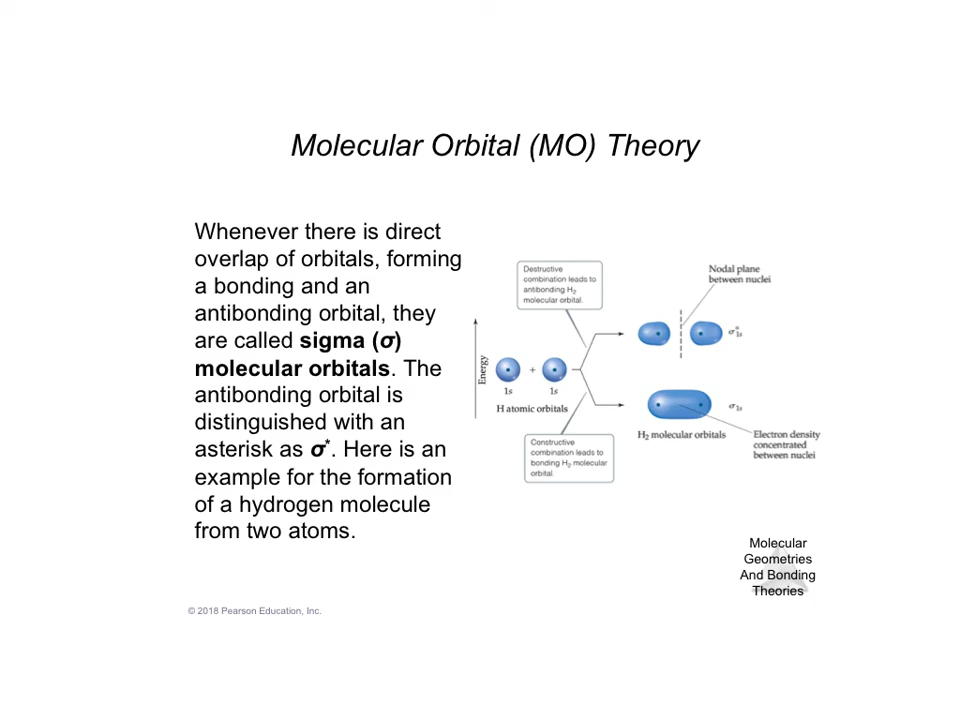 Molecular Orbital (MO) Theory
Whenever there is direct
overlap of orbitals, forming
a bonding and an
antibonding orbital, they
are called sigma (σ)
molecular orbitals. The
antibonding orbital is
distinguished with an
asterisk as σ*. Here is an
example for the formation
of a hydrogen molecule
from two atoms.
Destructive
combination leads to
antibonding H₂
molecular orbital.
Nodal plane
between nuclei
Energy
+
σ*₁s
1s 1s
H atomic orbitals
σ₁s
H₂ molecular orbitals
Constructive
combination leads to
bonding H₂ molecular
orbital.
Electron density
concentrated
between nuclei
Molecular
Geometries
And Bonding
Theories
© 2018 Pearson Education, Inc.